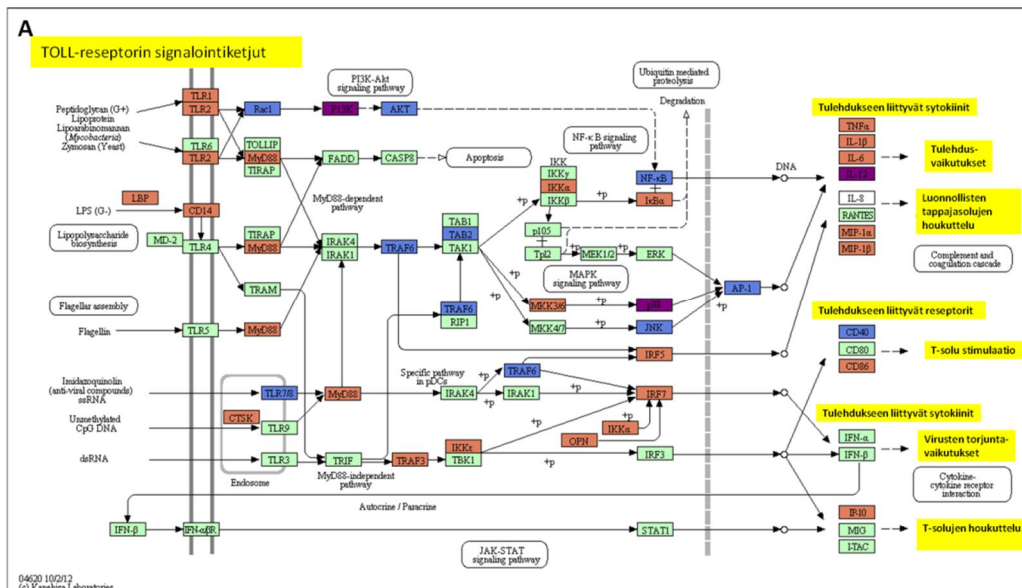 A
TOLL-reseptorin signalointiketjut
PI3K-Akt
signaling pathway
Ubiquitin mediated
proteolysis
Degradation
Peptidoglycan (G+)
Lipoprotein
Lipoarabinomannan
(Mycobacteria)
Zymosan (Yeast)
TLR1
TLR2
TLR6
TLR2
Rac1
PI3K
AKT
TOLLIP
MyD88
TIRAP
FADD
CASP8
Apoptosis
NF-κB signaling
pathway
IKK
IKKγ
IKKα
IKKβ
+p
NF-κB
+
IκBα
+p
DNA
LBP
LPS (G-)
CD14
MyD88-dependent
pathway
Lipopolysaccharide
biosynthesis
MD-2
TLR4
TIRAP
MyD88
IRAK4
IRAK1
TRAF6
TAB1
TAB2
TAK1
+p
p105
+
Tpl2
+p
MEK1/2
+p
ERK
MAPK
signaling pathway
TRAM
+p
MKK3/6
+p
p38
AP-1
+p
Flagellar assembly
TRAF6
RIP1
+p
MKK4/7
+p
JNK
Flagellin
TLR5
MyD88
IRF5
Specific pathway
in pDCs
TRAF6
Imidazoquinolin
(anti-viral compounds)
ssRNA
TLR7/8
MyD88
IRAK4
+p
+p
IRAK1
+p
IRF7
Unmethylated
CpG DNA
CTSK
TLR9
IKKα
+p
OPN
dsRNA
TLR3
TRIF
TRAF3
IKKε
TBK1
+p
+p
IRF3
Endosome
MyD88-independent
pathway
Autocrine / Paracrine
IFN-β
IFN-αβR
STAT1
JAK-STAT
signaling pathway
Tulehdukseen liittyvät sytokiinit
TNFα
IL-1β
IL-6
IL-12
Tulehdus-
vaikutukset
IL-8
RANTES
MIP-1α
MIP-1β
Luonnollisten
tappajasolujen
houkuttelu
Complement and
coagulation cascade
Tulehdukseen liittyvät reseptorit
CD40
CD80
CD86
T-solu stimulaatio
Tulehdukseen liittyvät sytokiinit
IFN-α
IFN-β
Virusten torjunta-
vaikutukset
Cytokine-
cytokine receptor
interaction
IP-10
MIG
I-TAC
T-solujen houkuttelu
04620 10/2/12
(c) Kanehisa Laboratories